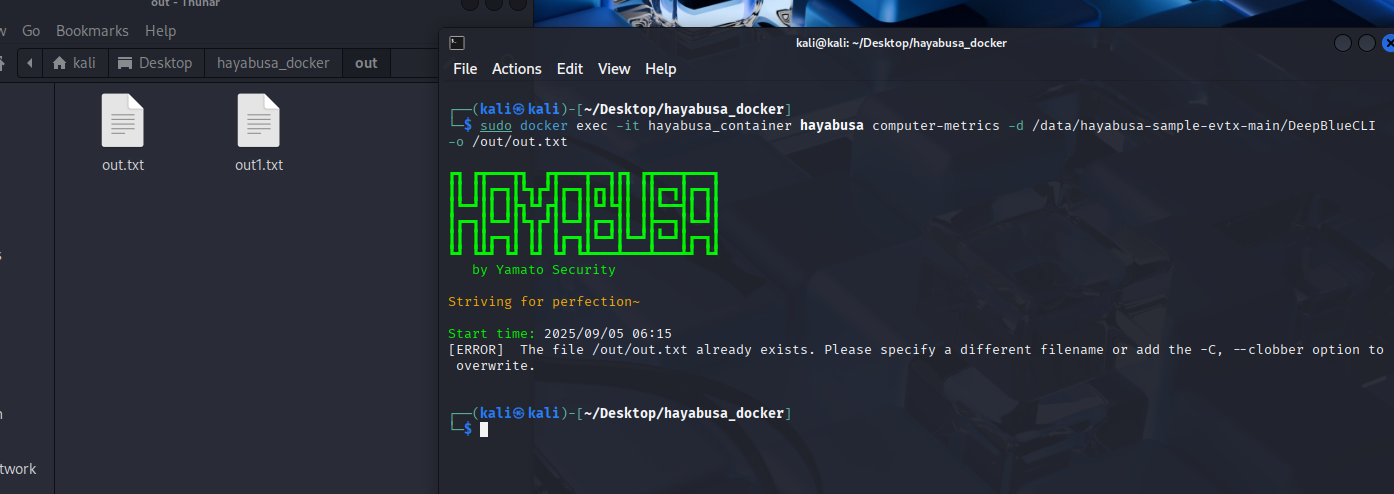 out - Thunar
w Go Bookmarks Help
kali Desktop hayabusa_docker out
out.txt out1.txt
s
n
twork
kali@kali: ~/Desktop/hayabusa_docker
File Actions Edit View Help
┌──(kali㉿kali)-[~/Desktop/hayabusa_docker]
└─$ sudo docker exec -it hayabusa_container hayabusa computer-metrics -d /data/hayabusa-sample-evtx-main/DeepBlueCLI
-o /out/out.txt
HAYABUSA
by Yamato Security
Striving for perfection~
Start time: 2025/09/05 06:15
[ERROR] The file /out/out.txt already exists. Please specify a different filename or add the -C, --clobber option to
overwrite.
┌──(kali㉿kali)-[~/Desktop/hayabusa_docker]
└─$